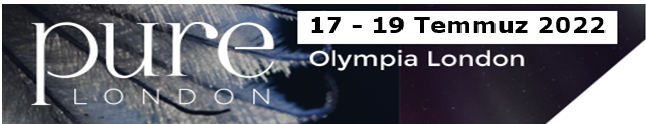 pure
LONDON
17 - 19 Temmuz 2022
Olympia London